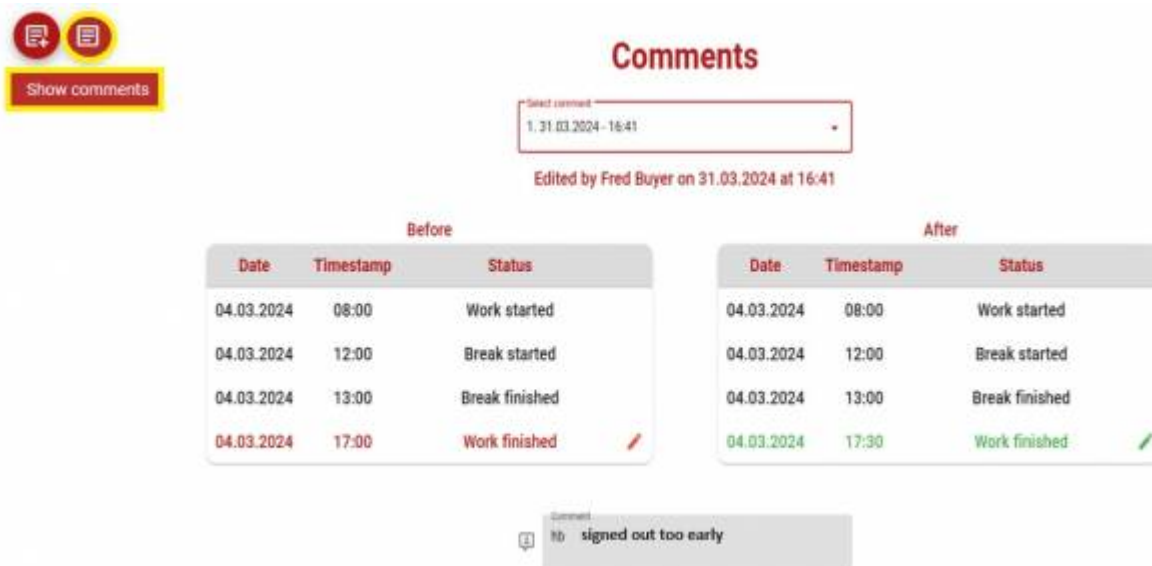 Comments
Show comments
Select comment
1. 31.03.2024 - 16:41
Edited by Fred Buyer on 31.03.2024 at 16:41
Before
Date Timestamp Status
04.03.2024 08:00 Work started
04.03.2024 12:00 Break started
04.03.2024 13:00 Break finished
04.03.2024 17:00 Work finished
After
Date Timestamp Status
04.03.2024 08:00 Work started
04.03.2024 12:00 Break started
04.03.2024 13:00 Break finished
04.03.2024 17:30 Work finished
Comment
signed out too early